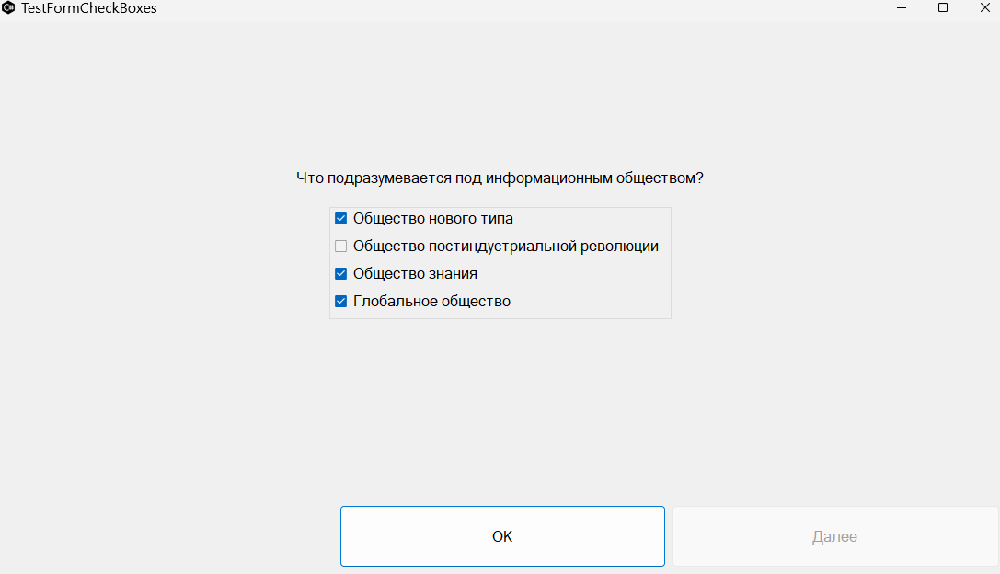 TestFormCheckBoxes
Что подразумевается под информационным обществом?
Общество нового типа
Общество постиндустриальной революции
Общество знания
Глобальное общество
OK
Далее